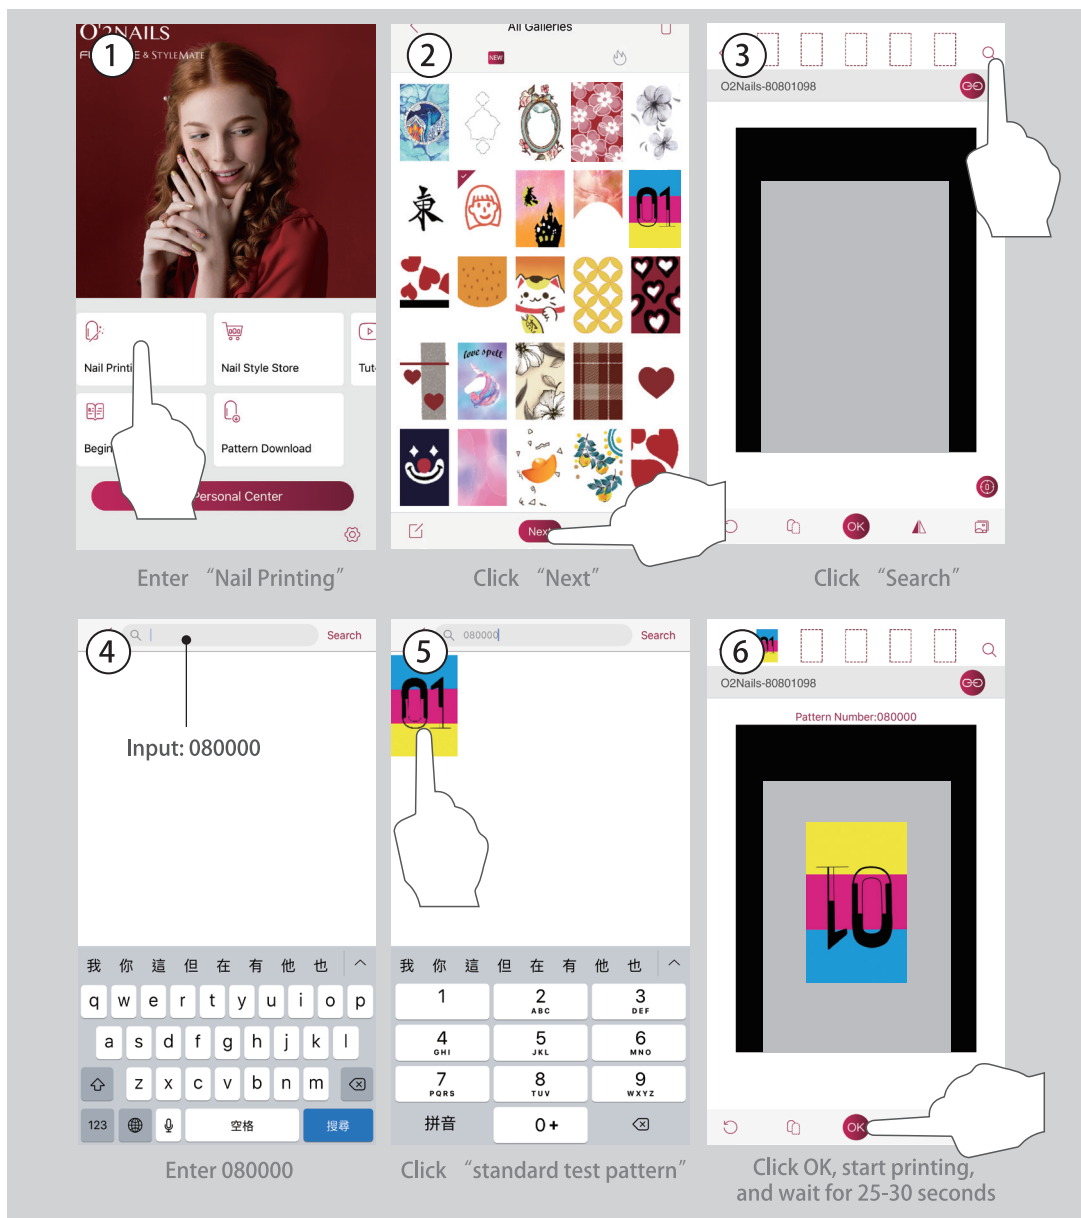 O'2NAILS
& STYLEMATE
1
Nail Printi
Nail Style Store
Tut
Begin
Pattern Download
Personal Center
Enter “Nail Printing”
All Galleries
2
NEW
東
01
love spell
Next
Click “Next”
3
O2Nails-80801098
OK
Click “Search”
4
Search
Input: 080000
我 你 這 但 在 有 他 也
q w e r t y u i o p
a s d f g h j k l
z x c v b n m
123 空格 搜尋
Enter 080000
5
080000
Search
01
我 你 這 但 在 有 他 也
1 2 3
ABC DEF
4 5 6
GHI JKL MNO
7 8 9
PQRS TUV WXYZ
拼音 0+
Click “standard test pattern”
6
01
O2Nails-80801098
Pattern Number:080000
01
OK
Click OK, start printing,
and wait for 25-30 seconds